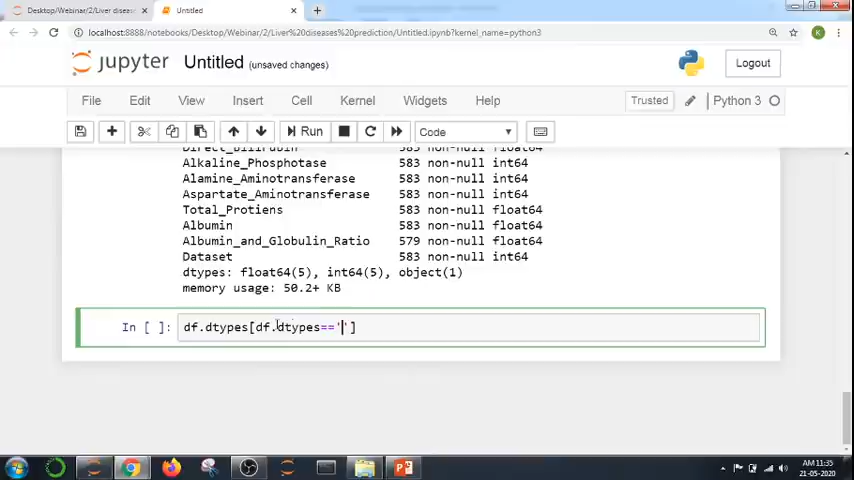 Desktop/Webinar/2/Liver disease
Untitled
localhost:8888/notebooks/Desktop/Webinar/2/Liver%20diseases%20prediction/Untitled.ipynb?kernel_name=python3
K
jupyter Untitled (unsaved changes)
Logout
File Edit View Insert Cell Kernel Widgets Help
Trusted
Python 3
Run
Code
Direct_Bilirubin 583 non-null float64
Alkaline_Phosphotase 583 non-null int64
Alamine_Aminotransferase 583 non-null int64
Aspartate_Aminotransferase 583 non-null int64
Total_Protiens 583 non-null float64
Albumin 583 non-null float64
Albumin_and_Globulin_Ratio 579 non-null float64
Dataset 583 non-null int64
dtypes: float64(5), int64(5), object(1)
memory usage: 50.2+ KB
In [ ]: df.dtypes[df.dtypes=='']
AM 11:35
21-05-2020